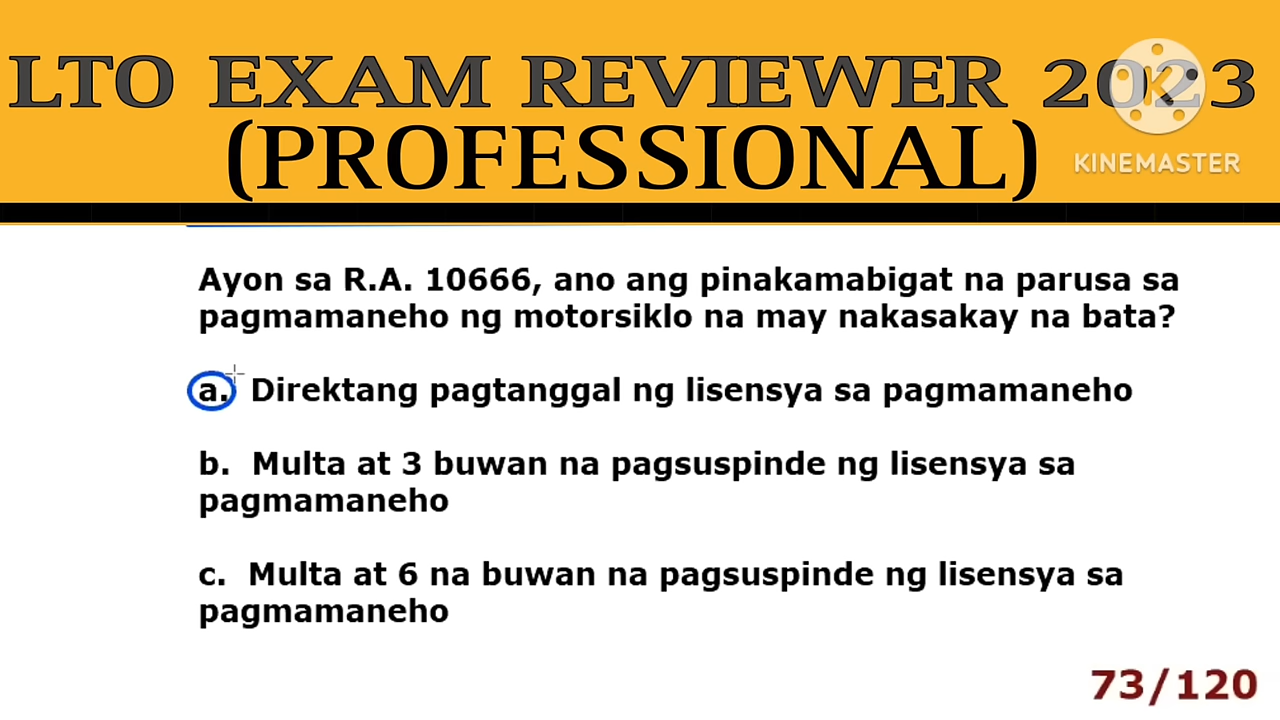 LTO EXAM REVIEWER 2023
(PROFESSIONAL)
KINEMASTER
Ayon sa R.A. 10666, ano ang pinakamabigat na parusa sa
pagmamaneho ng motorsiklo na may nakasakay na bata?
a. Direktang pagtanggal ng lisensya sa pagmamaneho
b. Multa at 3 buwan na pagsuspinde ng lisensya sa
pagmamaneho
c. Multa at 6 na buwan na pagsuspinde ng lisensya sa
pagmamaneho
73/120